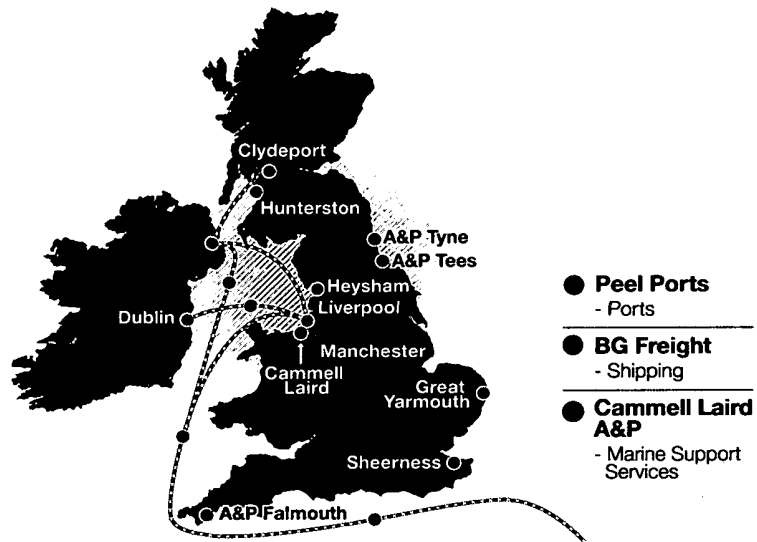 Clydeport
Hunterston
A&P Tyne
A&P Tees
Heysham
Liverpool
Dublin
Manchester
Cammell
Laird
Great
Yarmouth
Sheerness
A&P Falmouth
Peel Ports
- Ports
BG Freight
- Shipping
Cammell Laird
A&P
- Marine Support
Services